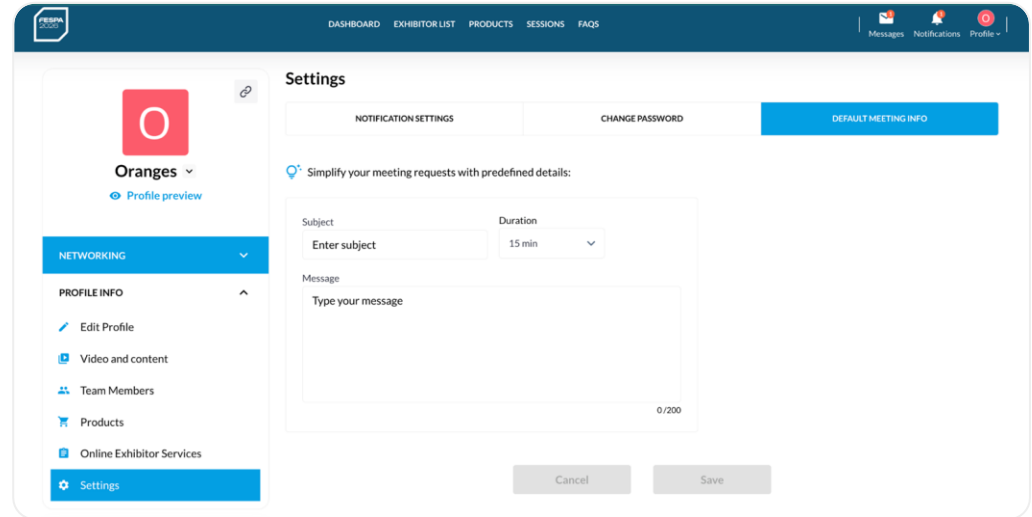 FESPA
2026
DASHBOARD EXHIBITOR LIST PRODUCTS SESSIONS FAQS
Messages Notifications Profile
O
O
Oranges
Profile preview
NETWORKING
PROFILE INFO
Edit Profile
Video and content
Team Members
Products
Online Exhibitor Services
Settings
Settings
NOTIFICATION SETTINGS CHANGE PASSWORD DEFAULT MEETING INFO
Simplify your meeting requests with predefined details:
Subject Duration
Enter subject 15 min
Message
Type your message
0/200
Cancel Save